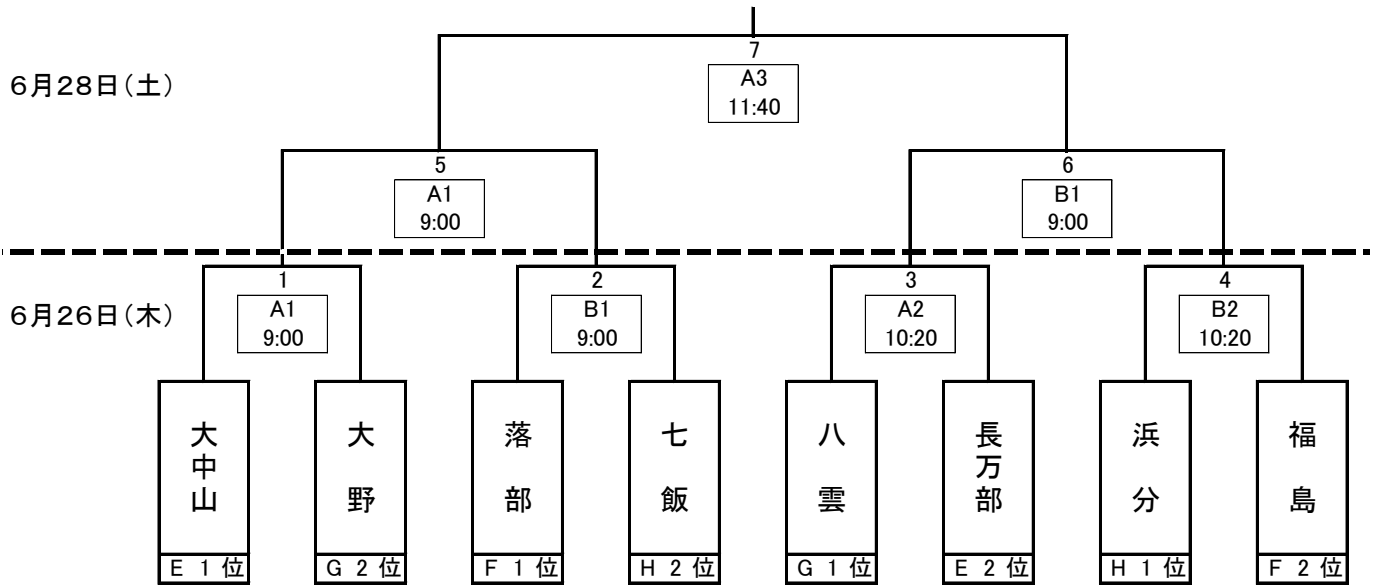 7
6月28日(土)
A3
11:40
5
6
A1
9:00
B1
9:00
1
2
3
4
6月26日(木)
A1
9:00
B1
9:00
A2
10:20
B2
10:20
大中山
大野
落部
七飯
八雲
長万部
浜分
福島
E 1 位
G 2 位
F 1 位
H 2 位
G 1 位
E 2 位
H 1 位
F 2 位